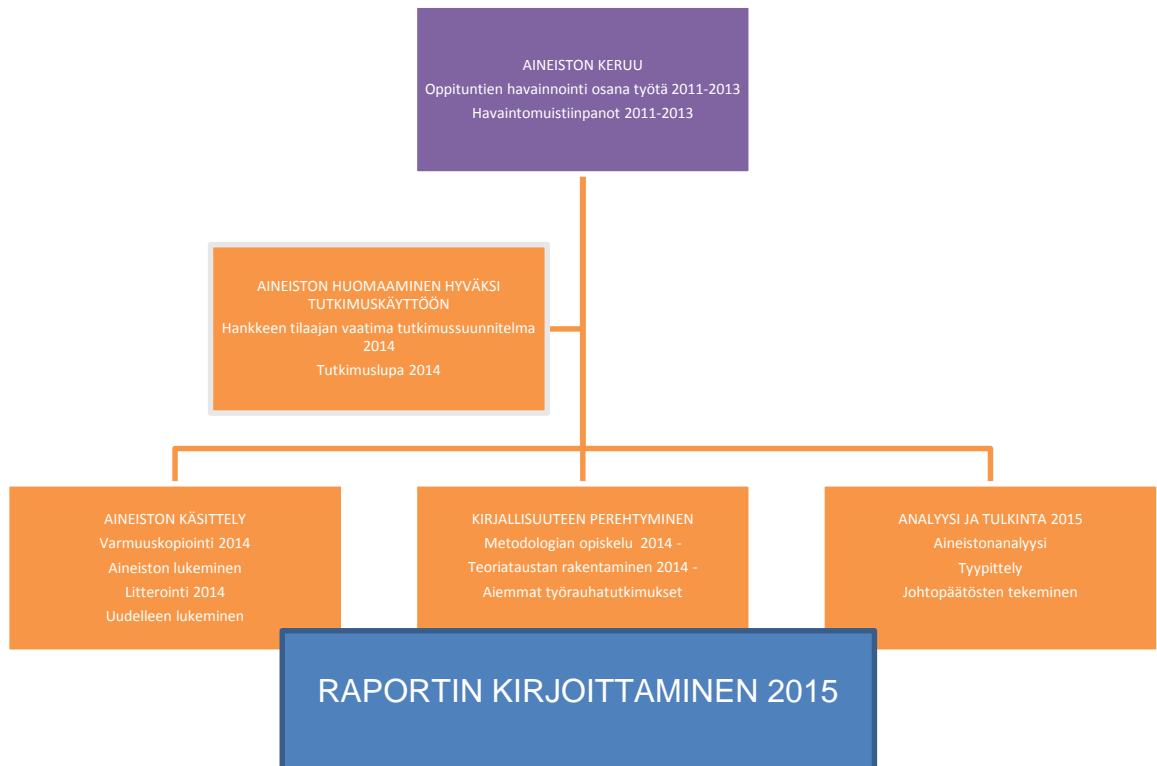 AINEISTON KERUU
Oppituntien havainnointi osana työtä 2011-2013
Havaintomuistiinpanot 2011-2013
AINEISTON HUOMAAMINEN HYVÄKSI
TUTKIMUSKÄYTTÖÖN
Hankkeen tilaajan vaatima tutkimussuunnitelma
2014
Tutkimuslupa 2014
AINEISTON KÄSITTELY
Varmuuskopiointi 2014
Aineiston lukeminen
Litterointi 2014
Uudelleen lukeminen
KIRJALLISUUTEEN PEREHTYMINEN
Metodologian opiskelu 2014 -
Teoriataustan rakentaminen 2014 -
Aiemmat työrauhatutkimukset
ANALYYSI JA TULKINTA 2015
Aineistonanalyysi
Tyypittely
Johtopäätösten tekeminen
RAPORTIN KIRJOITTAMINEN 2015